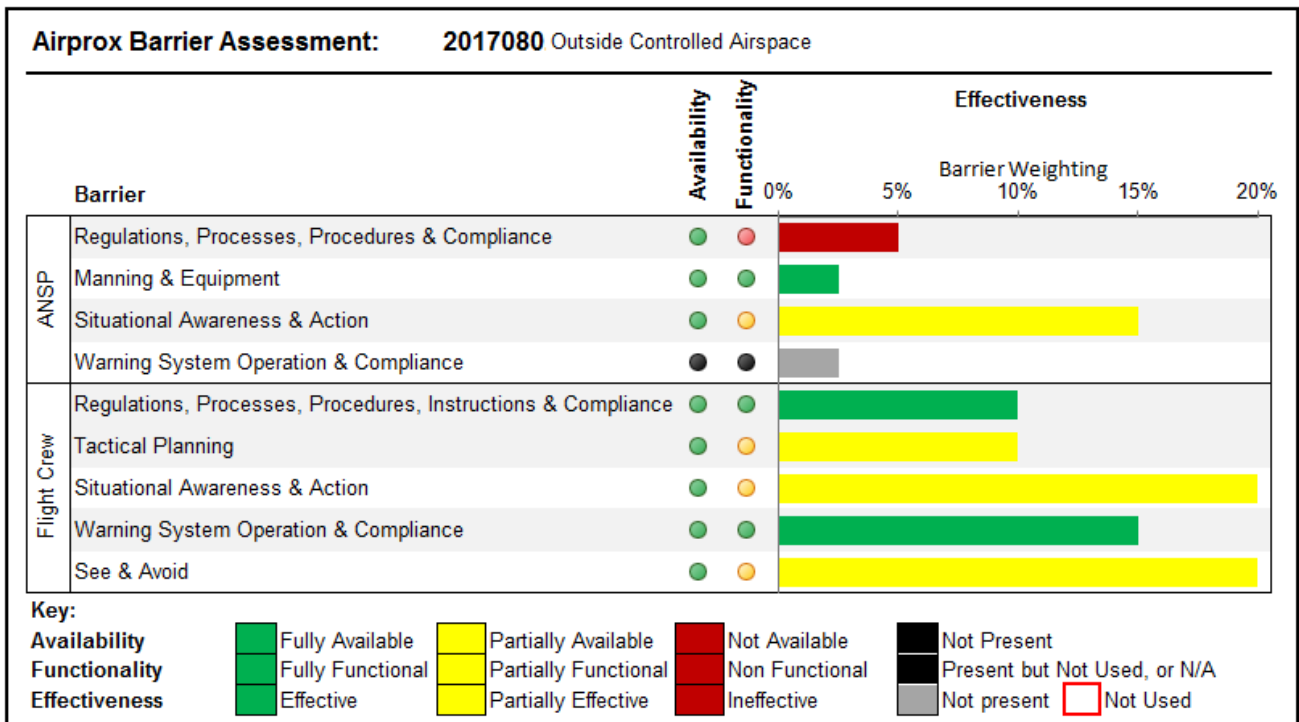 Airprox Barrier Assessment: 2017080 Outside Controlled Airspace
Availability
Functionality
Effectiveness
Barrier Weighting
Barrier
0% 5% 10% 15% 20%
ANSP
Regulations, Processes, Procedures & Compliance
Manning & Equipment
Situational Awareness & Action
Warning System Operation & Compliance
Flight Crew
Regulations, Processes, Procedures, Instructions & Compliance
Tactical Planning
Situational Awareness & Action
Warning System Operation & Compliance
See & Avoid
Key:
Availability Fully Available Partially Available Not Available Not Present
Functionality Fully Functional Partially Functional Non Functional Present but Not Used, or N/A
Effectiveness Effective Partially Effective Ineffective Not present Not Used